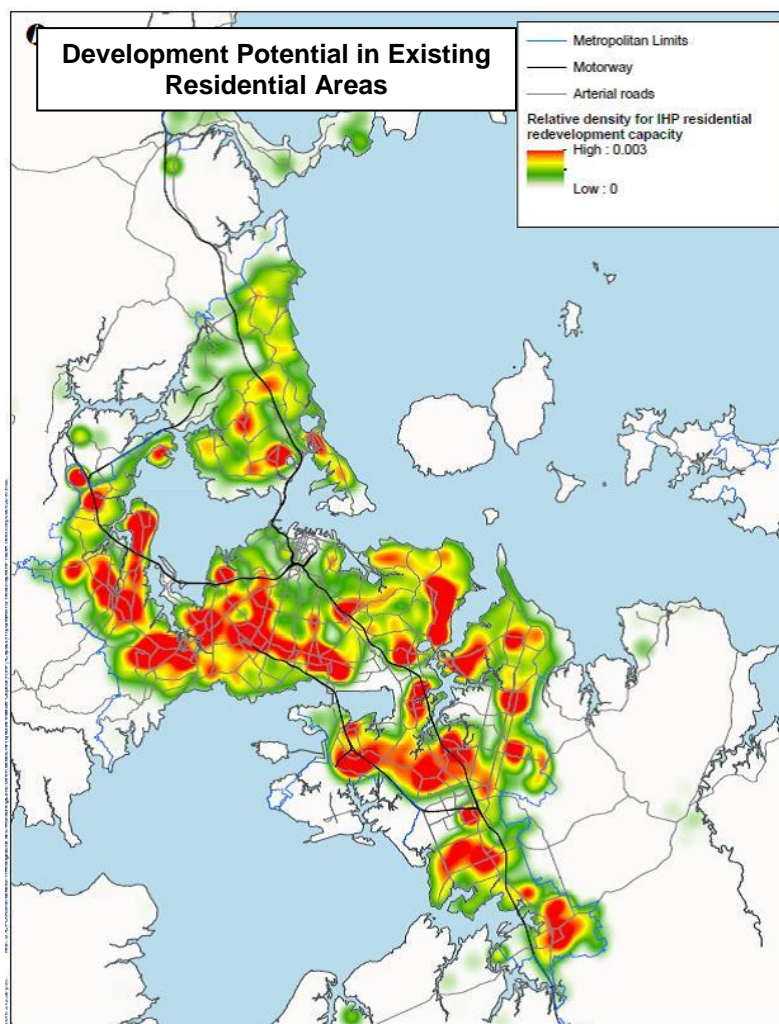 Development Potential in Existing
Residential Areas
Metropolitan Limits
Motorway
Arterial roads
Relative density for IHP residential
redevelopment capacity
High : 0.003
Low : 0